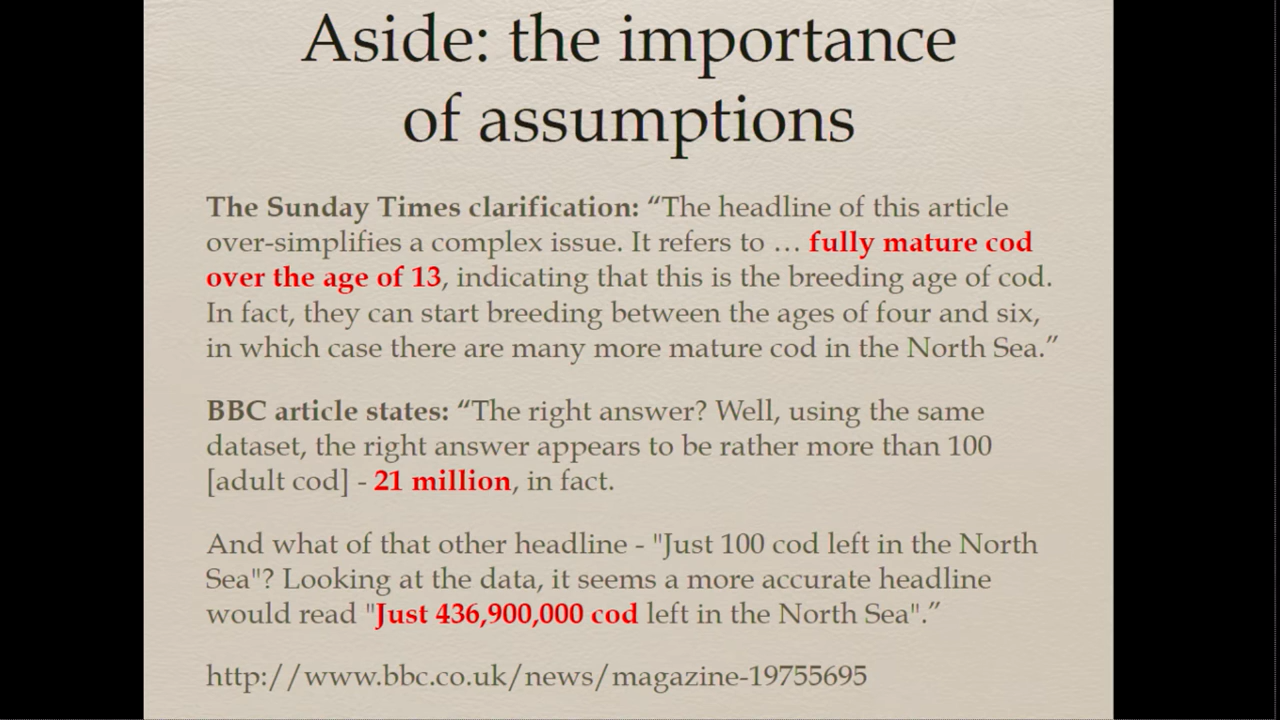 Aside: the importance
of assumptions
The Sunday Times clarification: “The headline of this article
over-simplifies a complex issue. It refers to … fully mature cod
over the age of 13, indicating that this is the breeding age of cod.
In fact, they can start breeding between the ages of four and six,
in which case there are many more mature cod in the North Sea.”
BBC article states: “The right answer? Well, using the same
dataset, the right answer appears to be rather more than 100
[adult cod] - 21 million, in fact.
And what of that other headline - "Just 100 cod left in the North
Sea"? Looking at the data, it seems a more accurate headline
would read "Just 436,900,000 cod left in the North Sea".”
http://www.bbc.co.uk/news/magazine-19755695